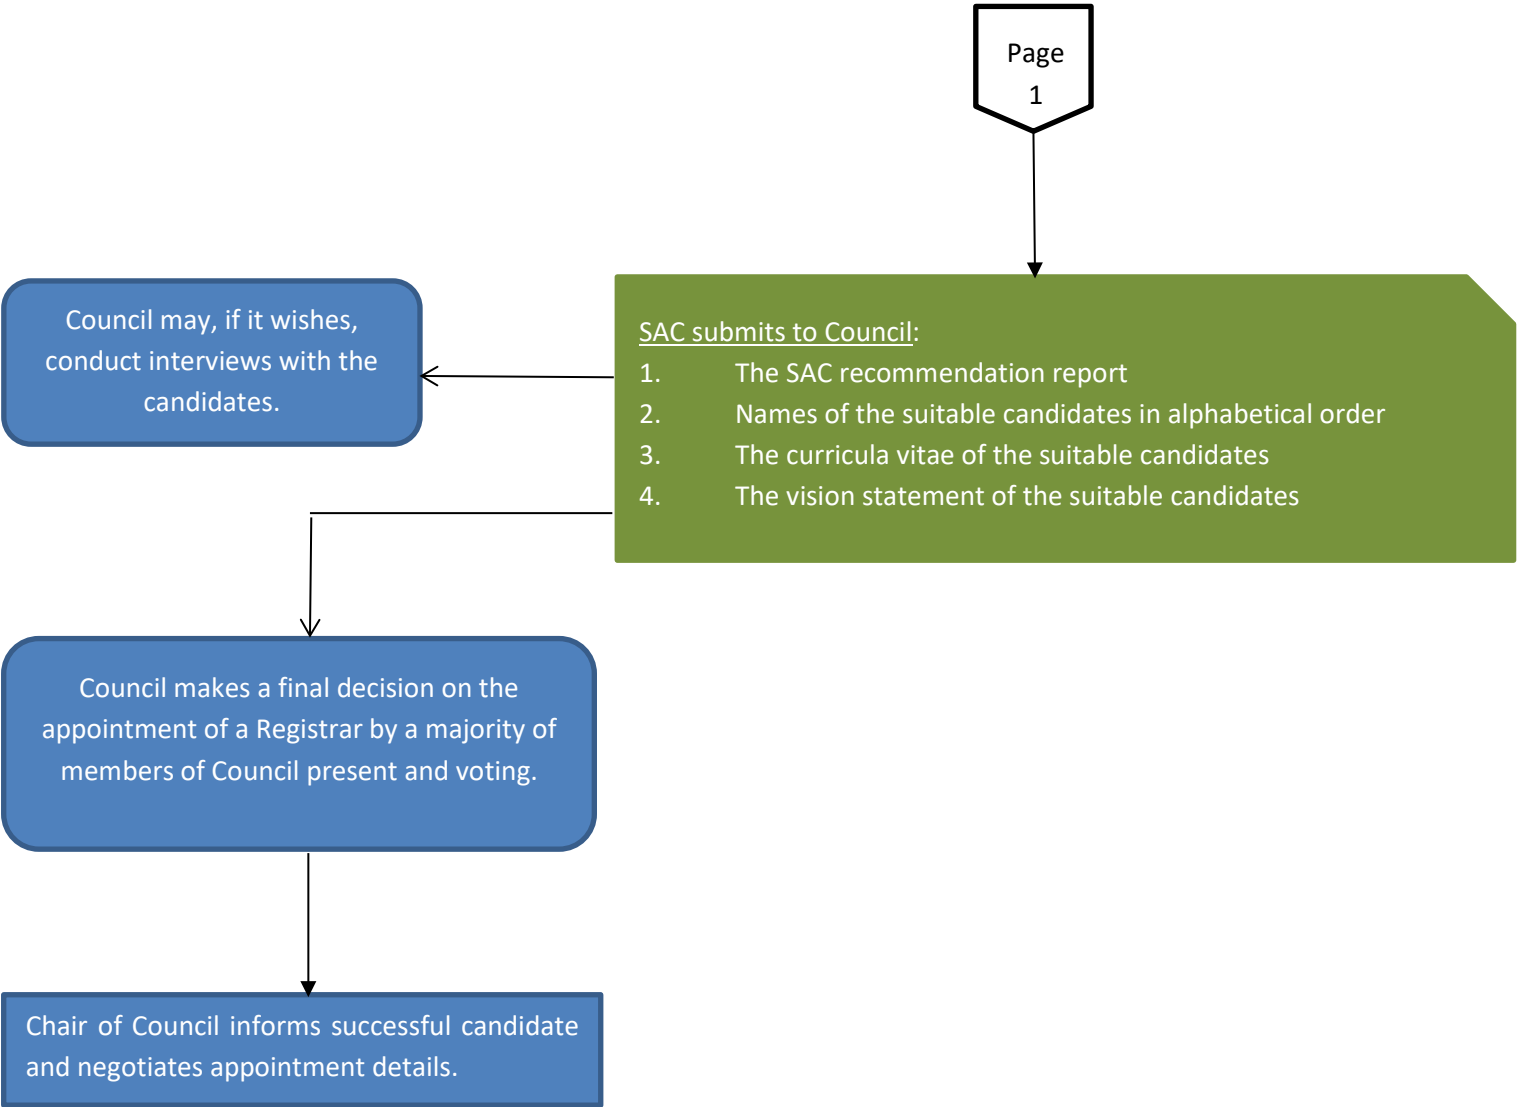 Page
1
Council may, if it wishes,
conduct interviews with the
candidates.
SAC submits to Council:
1. The SAC recommendation report
2. Names of the suitable candidates in alphabetical order
3. The curricula vitae of the suitable candidates
4. The vision statement of the suitable candidates
Council makes a final decision on the
appointment of a Registrar by a majority of
members of Council present and voting.
Chair of Council informs successful candidate
and negotiates appointment details.